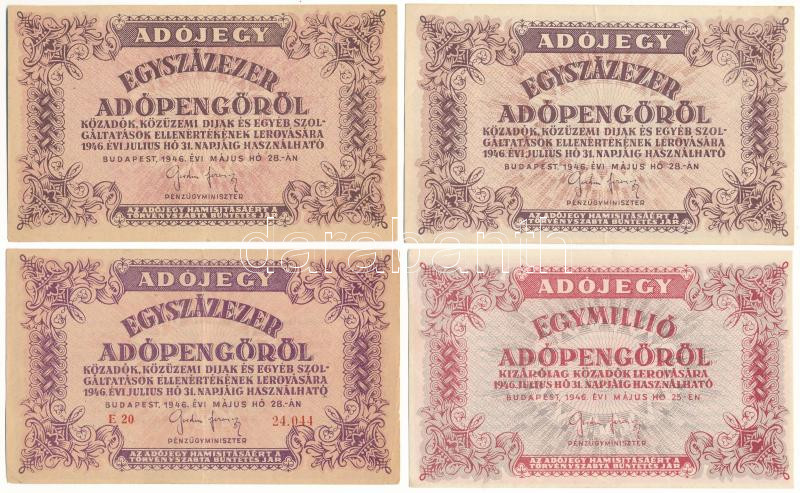 ADÓJEGY
EGYSZÁZEZER
ADÓPENGŐRŐL
KÖZADÓK, KÖZÜZEMI DIJAK ÉS EGYÉB SZOL-
GÁLTATÁSOK ELLENÉRTÉKÉNEK LEROVÁSÁRA
1946. ÉVI JULIUS HÓ 31. NAPJÁIG HASZNÁLHATÓ
BUDAPEST, 1946. ÉVI MÁJUS HÓ 28.-ÁN
PÉNZÜGYMINISZTER
AZ ADÓJEGY HAMISITÁSÁÉRT A
TÖRVÉNYSZABTA BÜNTETÉS JÁR
ADÓJEGY
EGYSZÁZEZER
ADÓPENGŐRŐL
KÖZADÓK, KÖZÜZEMI DIJAK ÉS EGYÉB SZOL-
GÁLTATÁSOK ELLENÉRTÉKÉNEK LEROVÁSÁRA
1946. ÉVI JULIUS HÓ 31. NAPJÁIG HASZNÁLHATÓ
BUDAPEST, 1946. ÉVI MÁJUS HÓ 28.-ÁN
PÉNZÜGYMINISZTER
AZ ADÓJEGY HAMISITÁSÁÉRT A
TÖRVÉNYSZABTA BÜNTETÉS JÁR
darabanth
ADÓJEGY
EGYSZÁZEZER
ADÓPENGŐRŐL
KÖZADÓK, KÖZÜZEMI DIJAK ÉS EGYÉB SZOL-
GÁLTATÁSOK ELLENÉRTÉKÉNEK LEROVÁSÁRA
1946. ÉVI JULIUS HÓ 31. NAPJÁIG HASZNÁLHATÓ
BUDAPEST, 1946. ÉVI MÁJUS HÓ 28.-ÁN
E 20 24.044
PÉNZÜGYMINISZTER
AZ ADÓJEGY HAMISITÁSÁÉRT A
TÖRVÉNYSZABTA BÜNTETÉS JÁR
ADÓJEGY
EGYMILLIÓ
ADÓPENGŐRŐL
KIZÁRÓLAG KÖZADÓK LEROVÁSÁRA
1946. JULIUS HÓ 31. NAPJÁIG HASZNÁLHATÓ
BUDAPEST, 1946. ÉVI MÁJUS HÓ 25-ÉN
PÉNZÜGYMINISZTER
AZ ADÓJEGY HAMISITÁSÁÉRT A
TÖRVÉNYSZABTA BÜNTETÉS JÁR